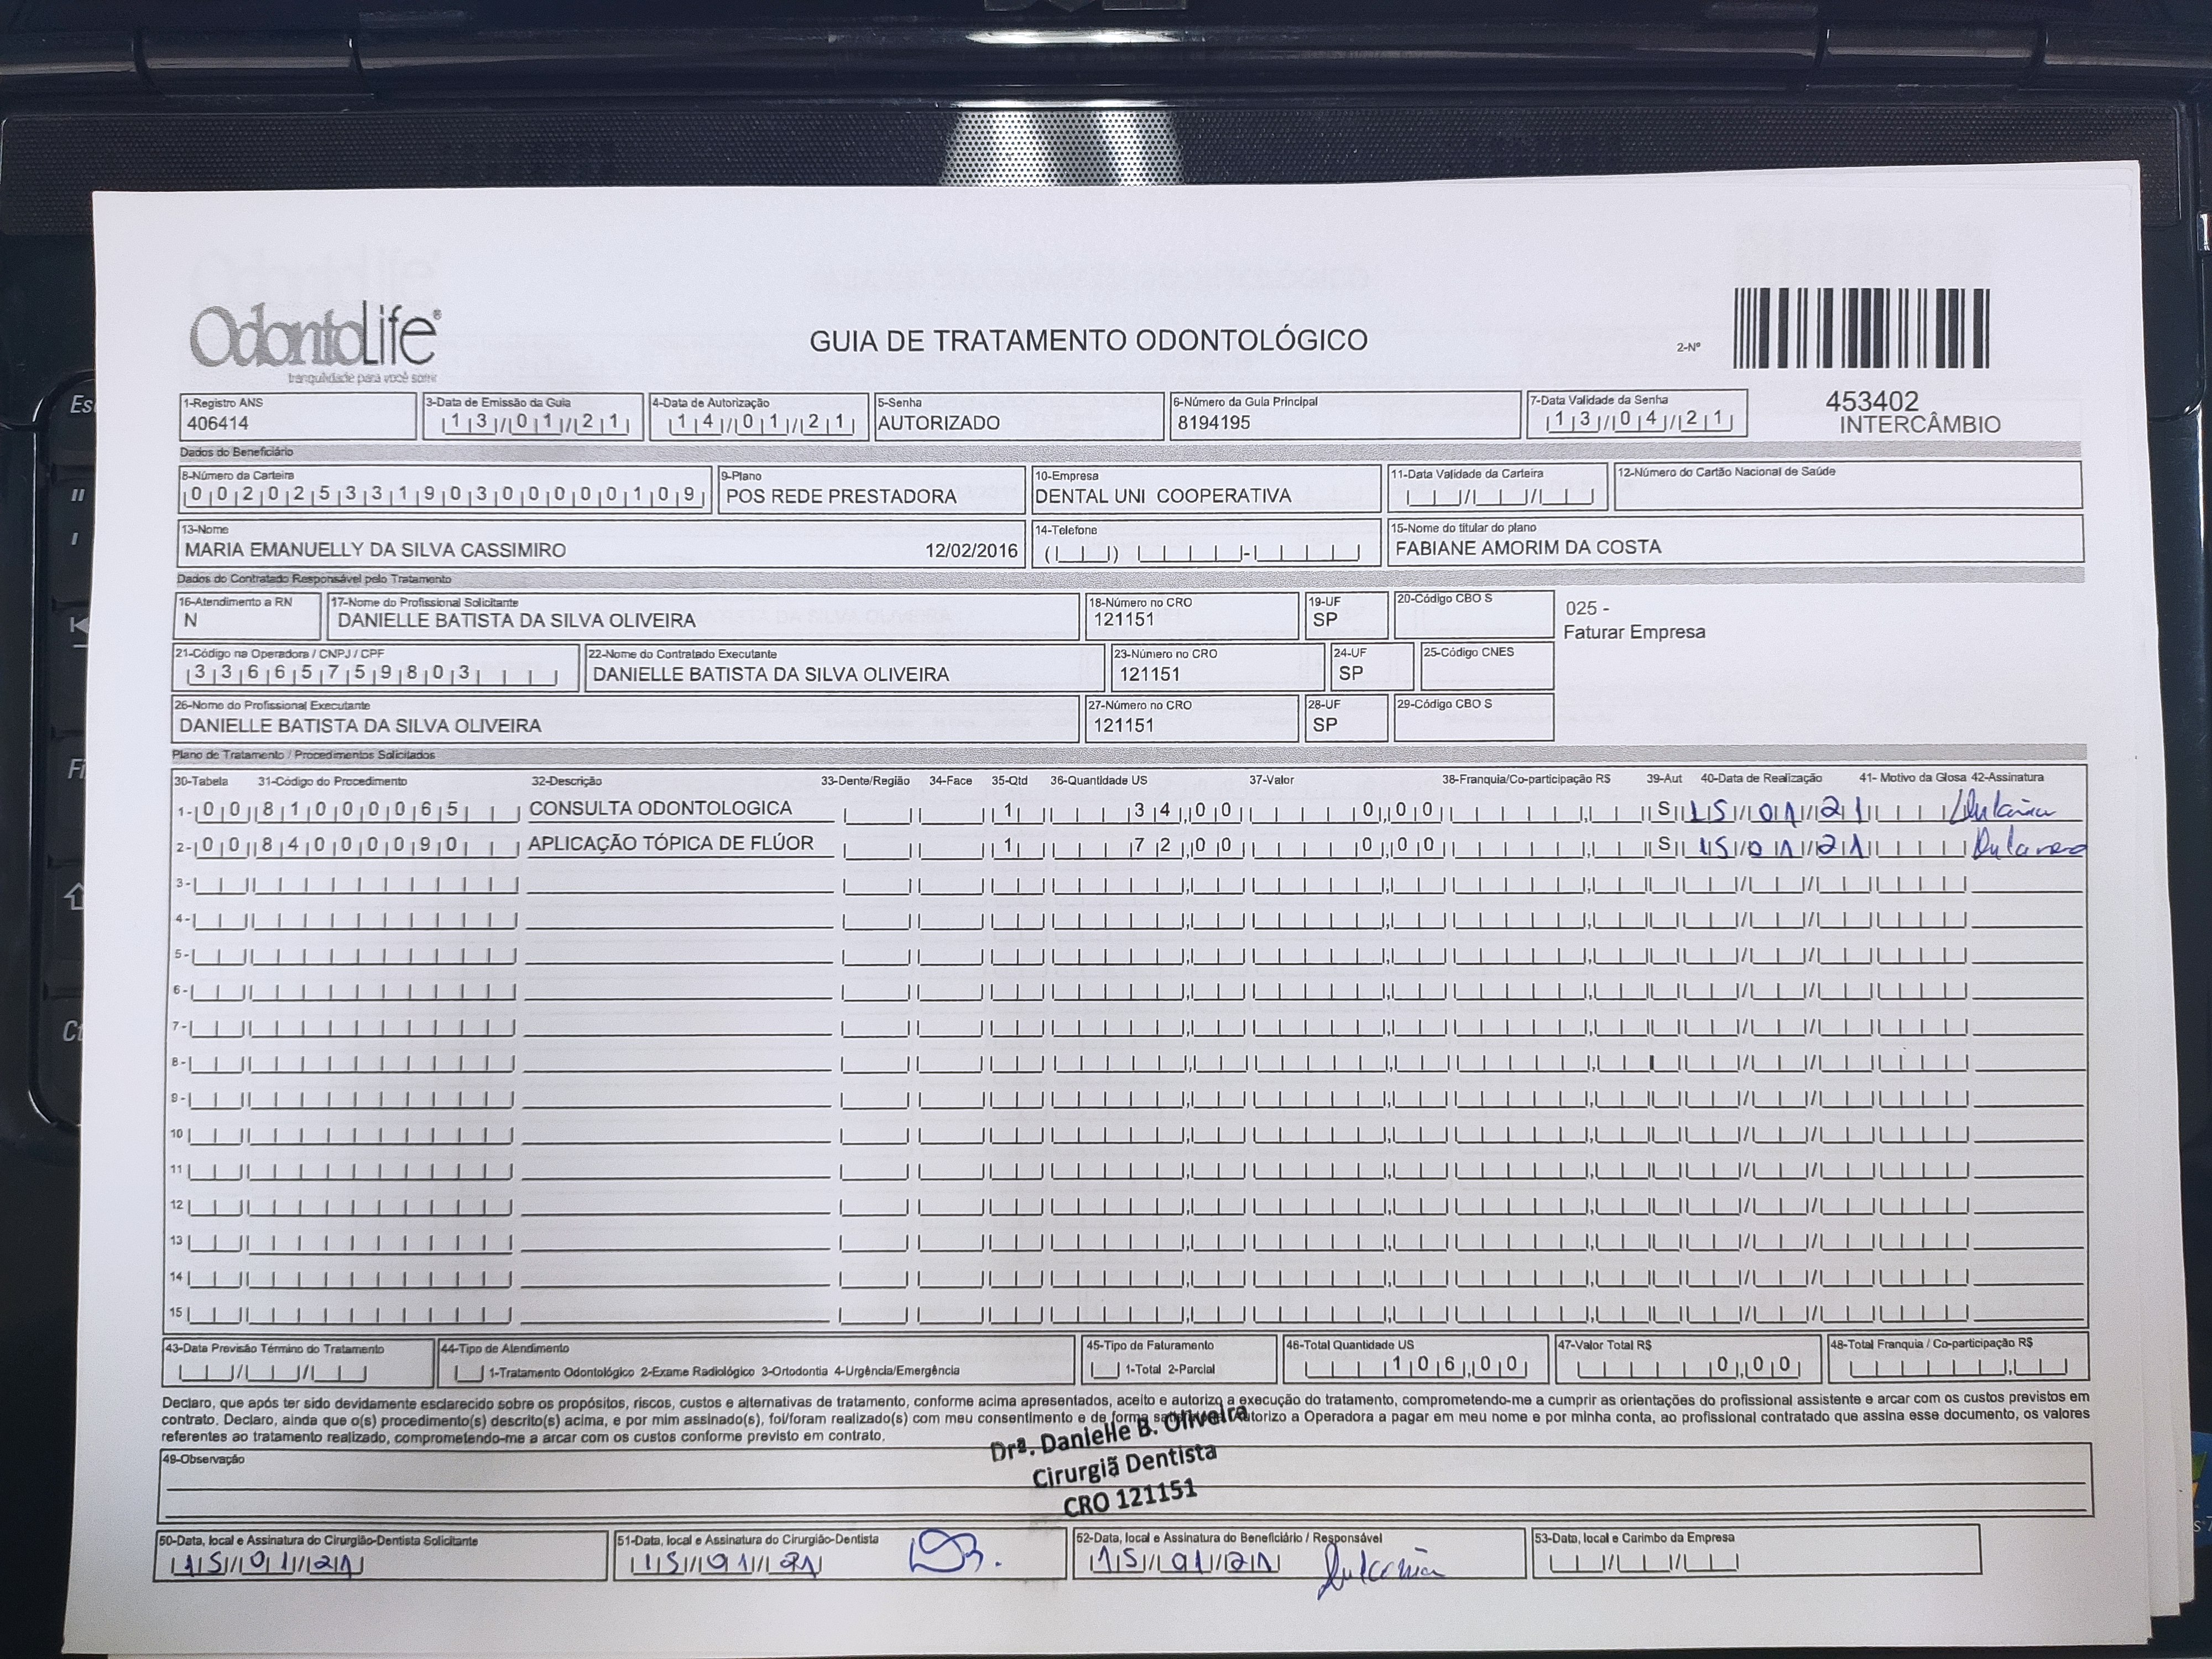 OdontoLife®
tranquilidade para você sorrir
GUIA DE TRATAMENTO ODONTOLÓGICO
2-Nº
453402
INTERCÂMBIO
1-Registro ANS
406414
3-Data de Emissão da Guia
13/01/21
4-Data de Autorização
14/01/21
5-Senha
AUTORIZADO
6-Número da Guia Principal
8194195
7-Data Validade da Senha
13/04/21
Dados do Beneficiário
8-Número da Carteira
00202533190300000109
9-Plano
POS REDE PRESTADORA
10-Empresa
DENTAL UNI COOPERATIVA
11-Data Validade da Carteira
12-Número do Cartão Nacional de Saúde
13-Nome
MARIA EMANUELLY DA SILVA CASSIMIRO 12/02/2016
14-Telefone
15-Nome do titular do plano
FABIANE AMORIM DA COSTA
Dados do Contratado Responsável pelo Tratamento
16-Atendimento a RN
N
17-Nome do Profissional Solicitante
DANIELLE BATISTA DA SILVA OLIVEIRA
18-Número no CRO
121151
19-UF
SP
20-Código CBO S
025 -
Faturar Empresa
21-Código na Operadora / CNPJ / CPF
33665759803
22-Nome do Contratado Executante
DANIELLE BATISTA DA SILVA OLIVEIRA
23-Número no CRO
121151
24-UF
SP
25-Código CNES
26-Nome do Profissional Executante
DANIELLE BATISTA DA SILVA OLIVEIRA
27-Número no CRO
121151
28-UF
SP
29-Código CBO S
Plano de Tratamento / Procedimentos Solicitados
30-Tabela 31-Código do Procedimento 32-Descrição 33-Dente/Região 34-Face 35-Qtd 36-Quantidade US 37-Valor 38-Franquia/Co-participação R$ 39-Aut 40-Data de Realização 41- Motivo da Glosa 42-Assinatura
1- 00 81000065 CONSULTA ODONTOLOGICA 1 34,00 0,00 S 15/01/21
2- 00 84000090 APLICAÇÃO TÓPICA DE FLÚOR 1 72,00 0,00 S 15/01/21
3-
4-
5-
6-
7-
8-
9-
10
11
12
13
14
15
43-Data Previsão Término do Tratamento
44-Tipo de Atendimento
1-Tratamento Odontológico 2-Exame Radiológico 3-Ortodontia 4-Urgência/Emergência
45-Tipo de Faturamento
1-Total 2-Parcial
46-Total Quantidade US
106,00
47-Valor Total R$
0,00
48-Total Franquia / Co-participação R$
Declaro, que após ter sido devidamente esclarecido sobre os propósitos, riscos, custos e alternativas de tratamento, conforme acima apresentados, aceito e autorizo a execução do tratamento, comprometendo-me a cumprir as orientações do profissional assistente e arcar com os custos previstos em
contrato. Declaro, ainda que o(s) procedimento(s) descrito(s) acima, e por mim assinado(s), foi/foram realizado(s) com meu consentimento e de forma autorizo a Operadora a pagar em meu nome e por minha conta, ao profissional contratado que assina esse documento, os valores
referentes ao tratamento realizado, comprometendo-me a arcar com os custos conforme previsto em contrato.
Drª. Danielle B. Oliveira
Cirurgiã Dentista
CRO 121151
49-Observação
50-Data, local e Assinatura do Cirurgião-Dentista Solicitante
15/01/21
51-Data, local e Assinatura do Cirurgião-Dentista
15/01/21
52-Data, local e Assinatura do Beneficiário / Responsável
15/01/21
53-Data, local e Carimbo da Empresa